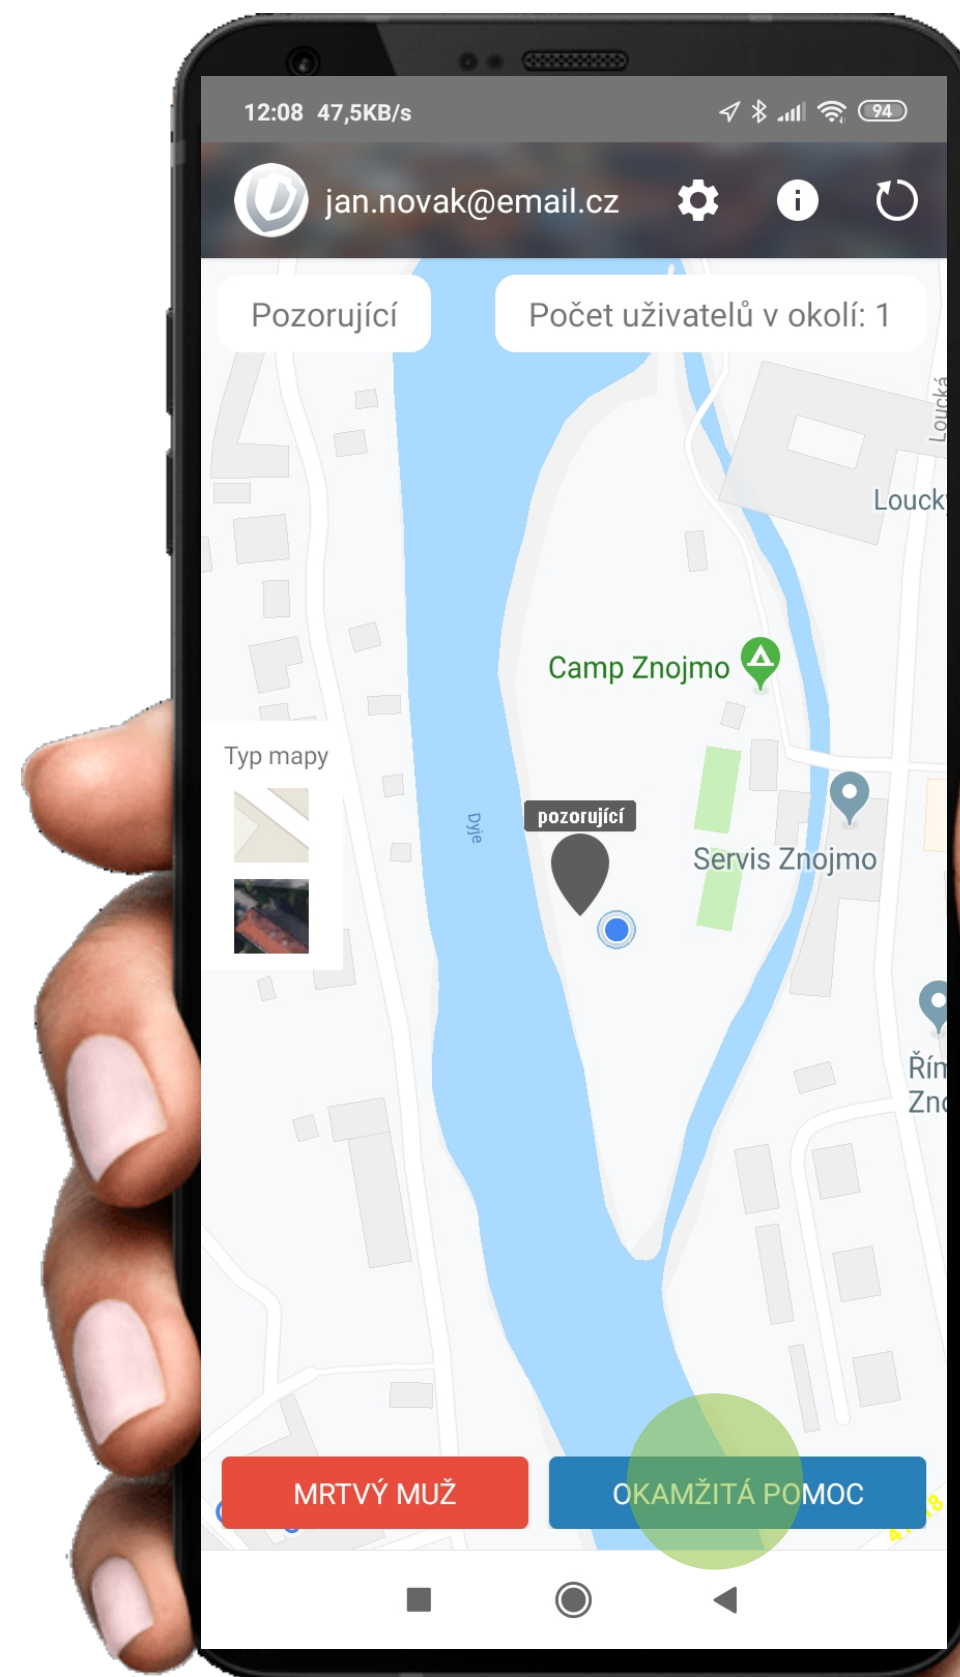 12:08 47,5KB/s
94
jan.novak@email.cz
Pozorující
Počet uživatelů v okolí: 1
Loucká
Camp Znojmo
Typ mapy
Dyje
pozorující
Servis Znojmo
MRTVÝ MUŽ
OKAMŽITÁ POMOC